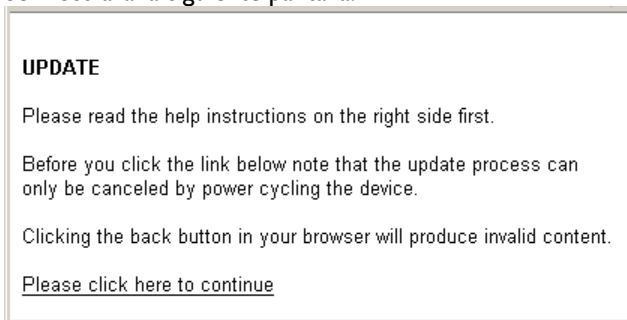 UPDATE
Please read the help instructions on the right side first.
Before you click the link below note that the update process can
only be canceled by power cycling the device.
Clicking the back button in your browser will produce invalid content.
Please click here to continue